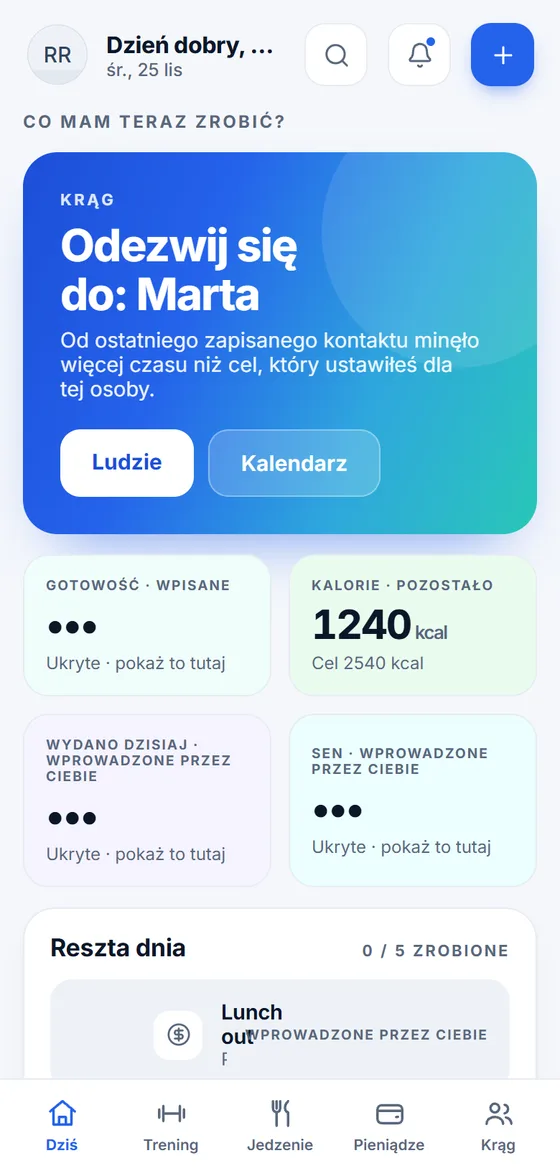 RR
Dzień dobry, ...
śr., 25 lis
CO MAM TERAZ ZROBIĆ?
KRĄG
Odezwij się
do: Marta
Od ostatniego zapisanego kontaktu minęło
więcej czasu niż cel, który ustawiłeś dla
tej osoby.
Ludzie
Kalendarz
GOTOWOŚĆ · WPISANE
●●●
Ukryte · pokaż to tutaj
KALORIE · POZOSTAŁO
1240 kcal
Cel 2540 kcal
WYDANO DZISIAJ ·
WPROWADZONE PRZEZ
CIEBIE
●●●
Ukryte · pokaż to tutaj
SEN · WPROWADZONE
PRZEZ CIEBIE
●●●
Ukryte · pokaż to tutaj
Reszta dnia
0 / 5 ZROBIONE
Lunch
out
WPROWADZONE PRZEZ CIEBIE
Dziś
Trening
Jedzenie
Pieniądze
Krąg